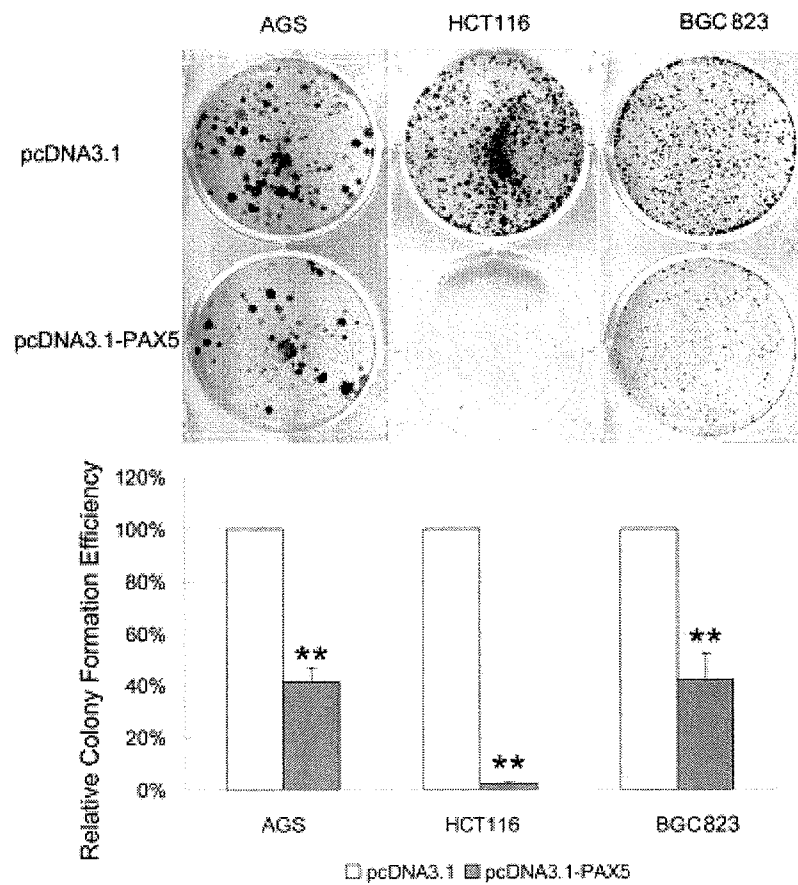 AGS HCT116 BGC823
pcDNA3.1
pcDNA3.1-PAX5
Relative Colony Formation Efficiency
120%
100%
80%
60%
40%
20%
0%
** ** **
AGS HCT116 BGC823
pcDNA3.1 pcDNA3.1-PAX5